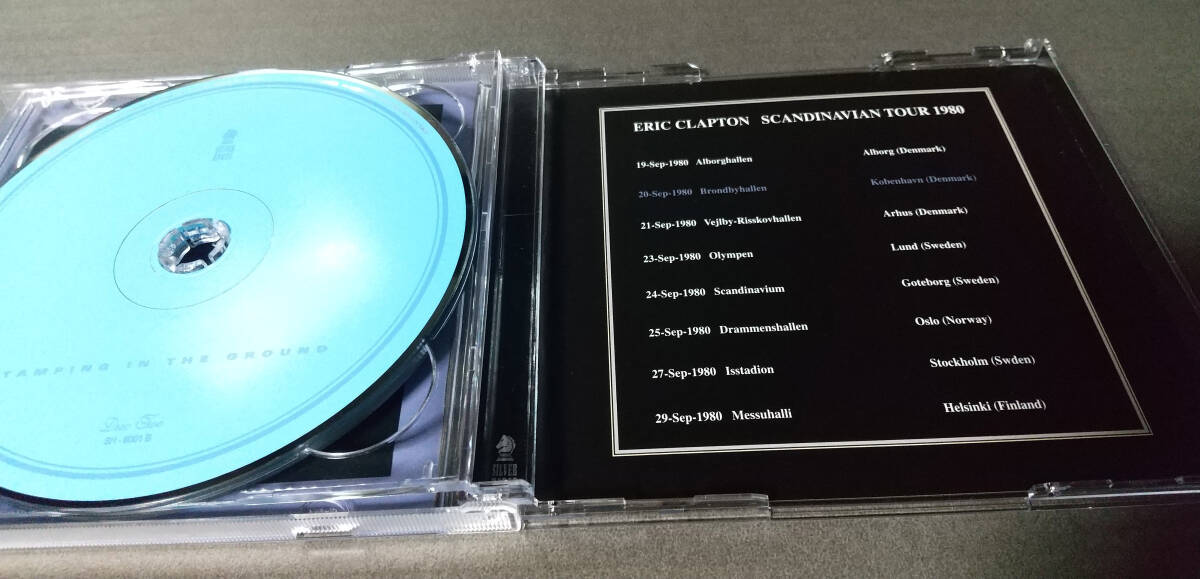 TAMPING IN THE GROUND
Disc Two
SH - 8001 B
SILVER
ERIC CLAPTON SCANDINAVIAN TOUR 1980
19-Sep-1980 Alborghallen Alborg (Denmark)
20-Sep-1980 Brondbyhallen Kobenhavn (Denmark)
21-Sep-1980 Vejlby-Risskovhallen Arhus (Denmark)
23-Sep-1980 Olympen Lund (Sweden)
24-Sep-1980 Scandinavium Goteborg (Sweden)
25-Sep-1980 Drammenshallen Oslo (Norway)
27-Sep-1980 Isstadion Stockholm (Swden)
29-Sep-1980 Messuhalli Helsinki (Finland)